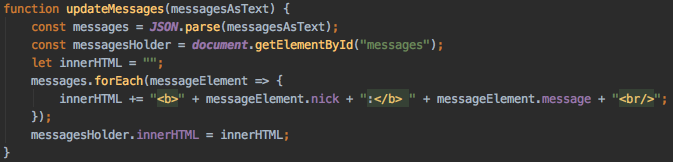 function updateMessages(messagesAsText) {
    const messages = JSON.parse(messagesAsText);
    const messagesHolder = document.getElementById("messages");
    let innerHTML = "";
    messages.forEach(messageElement => {
        innerHTML += "<b>" + messageElement.nick + ":</b> " + messageElement.message + "<br/>";
    });
    messagesHolder.innerHTML = innerHTML;
}